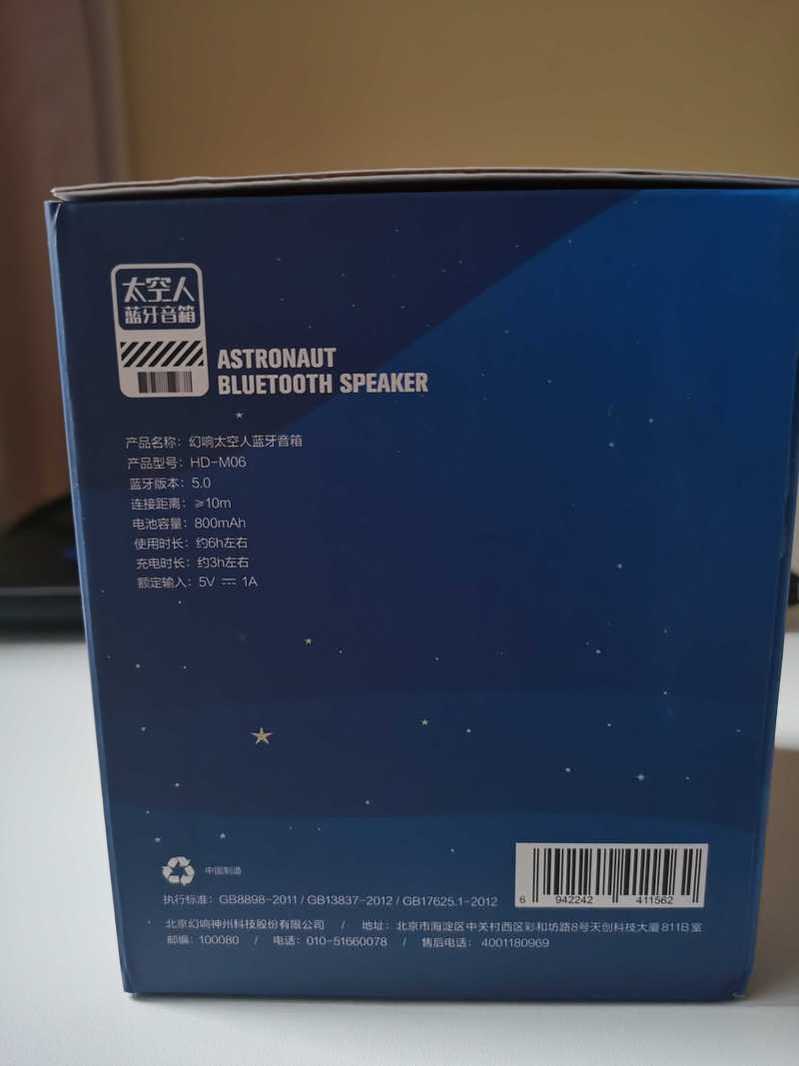 太空人
蓝牙音箱
ASTRONAUT
BLUETOOTH SPEAKER
产品名称：幻响太空人蓝牙音箱
产品型号：HD-M06
蓝牙版本：5.0
连接距离：≥10m
电池容量：800mAh
使用时长：约6h左右
充电时长：约3h左右
额定输入：5V ⎓ 1A
中国制造
执行标准：GB8898-2011 / GB13837-2012 / GB17625.1-2012
6 942242 411562
北京幻响神州科技股份有限公司 / 地址：北京市海淀区中关村西区彩和坊路8号天创科技大厦811B室
邮编：100080 / 电话：010-51660078 / 售后电话：4001180969